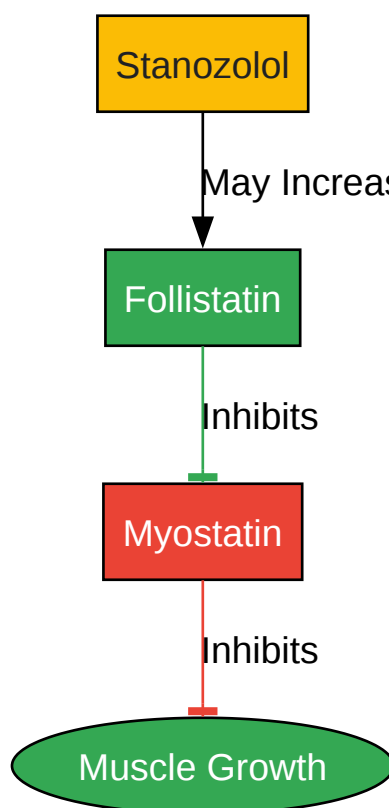 Stanozolol
May Increas
Follistatin
Inhibits
Myostatin
Inhibits
Muscle Growth